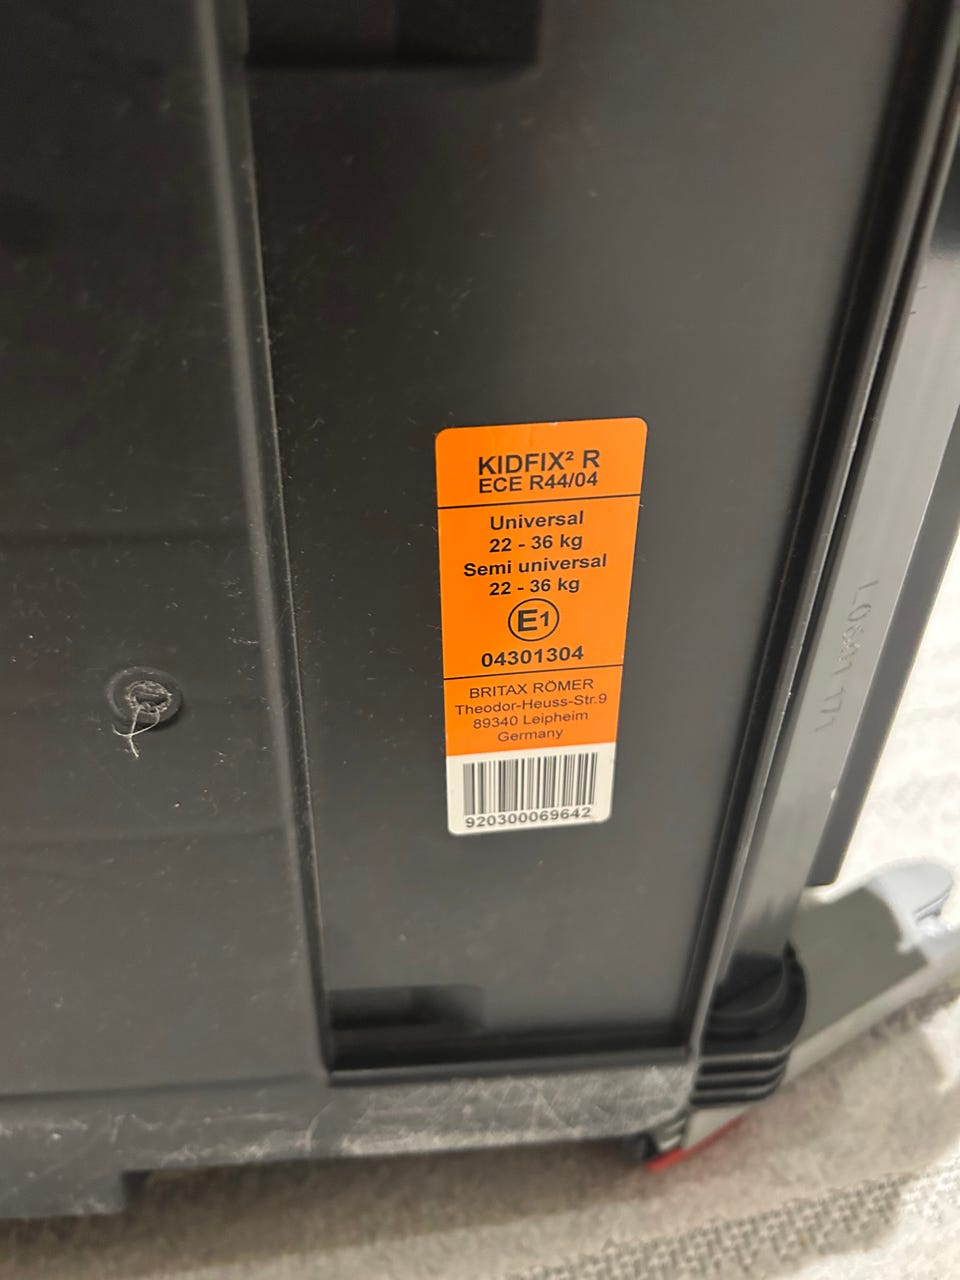 KIDFIX² R
ECE R44/04
Universal
22 - 36 kg
Semi universal
22 - 36 kg
E1
04301304
BRITAX RÖMER
Theodor-Heuss-Str.9
89340 Leipheim
Germany
920300069642